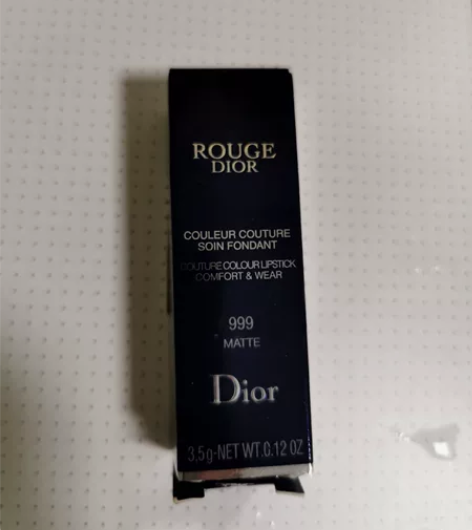 ROUGE
DIOR
COULEUR COUTURE
SOIN FONDANT
COUTURE COLOUR LIPSTICK
COMFORT & WEAR
999
MATTE
Dior
3,5g·NET WT.0.12 OZ